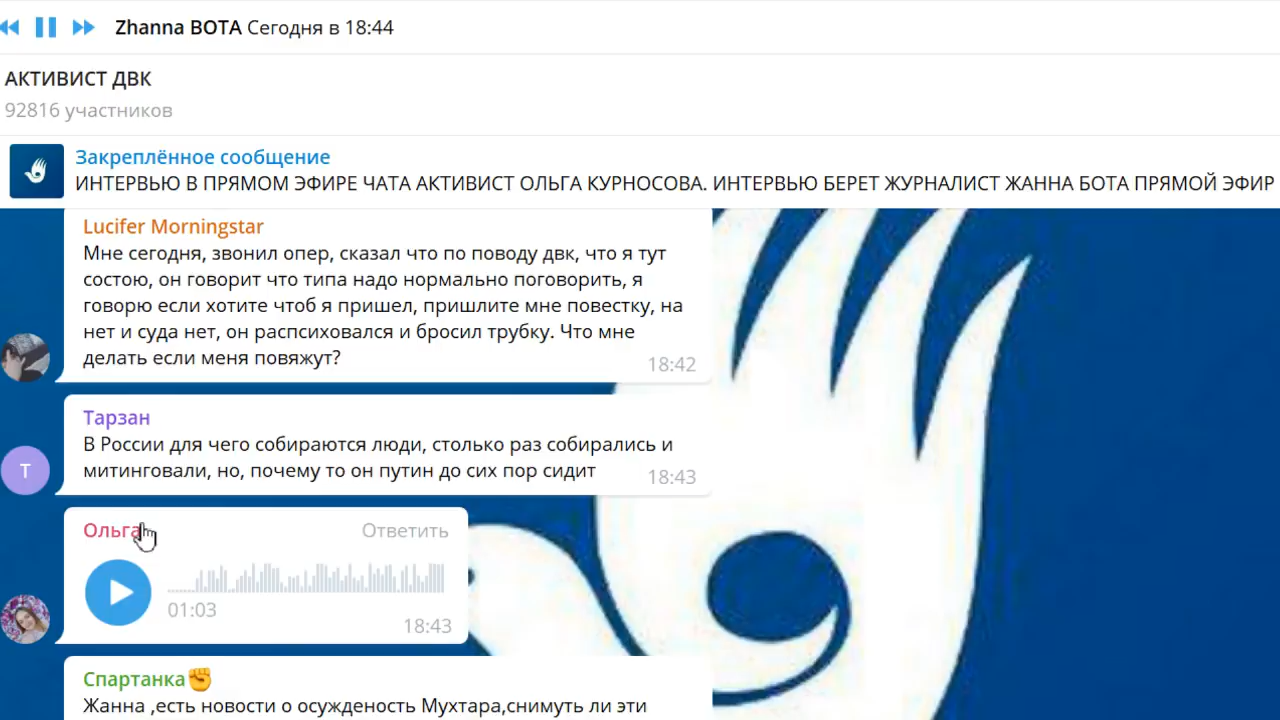 Zhanna BOTA Сегодня в 18:44
АКТИВИСТ ДВК
92816 участников
Закреплённое сообщение
ИНТЕРВЬЮ В ПРЯМОМ ЭФИРЕ ЧАТА АКТИВИСТ ОЛЬГА КУРНОСОВА. ИНТЕРВЬЮ БЕРЕТ ЖУРНАЛИСТ ЖАННА БОТА ПРЯМОЙ ЭФИР
Lucifer Morningstar
Мне сегодня, звонил опер, сказал что по поводу двк, что я тут
состою, он говорит что типа надо нормально поговорить, я
говорю если хотите чтоб я пришел, пришлите мне повестку, на
нет и суда нет, он распсиховался и бросил трубку. Что мне
делать если меня повяжут?
18:42
Тарзан
В России для чего собираются люди, столько раз собирались и
митинговали, но, почему то он путин до сих пор сидит
18:43
Т
Ольга
Ответить
01:03
18:43
Спартанка✊
Жанна ,есть новости о осужденость Мухтара,снимуть ли эти